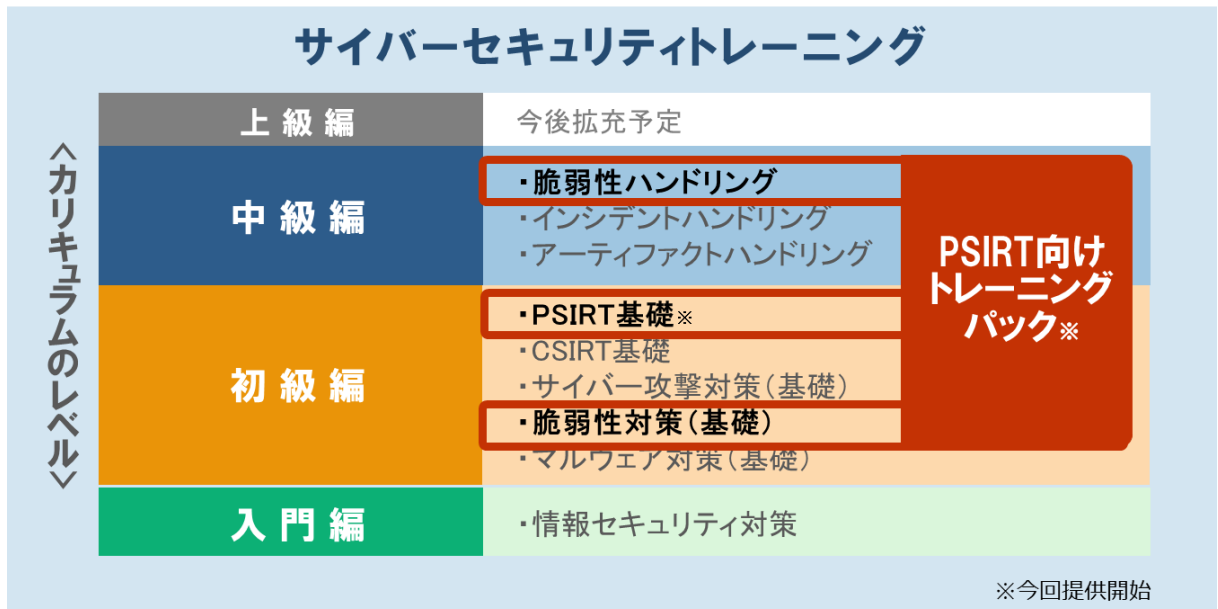 サイバーセキュリティトレーニング
<カリキュラムのレベル>
上級編
今後拡充予定
中級編
・脆弱性ハンドリング
・インシデントハンドリング
・アーティファクトハンドリング
初級編
・PSIRT基礎※
・CSIRT基礎
・サイバー攻撃対策(基礎)
・脆弱性対策(基礎)
・マルウェア対策(基礎)
PSIRT向け
トレーニング
パック※
入門編
・情報セキュリティ対策
※今回提供開始